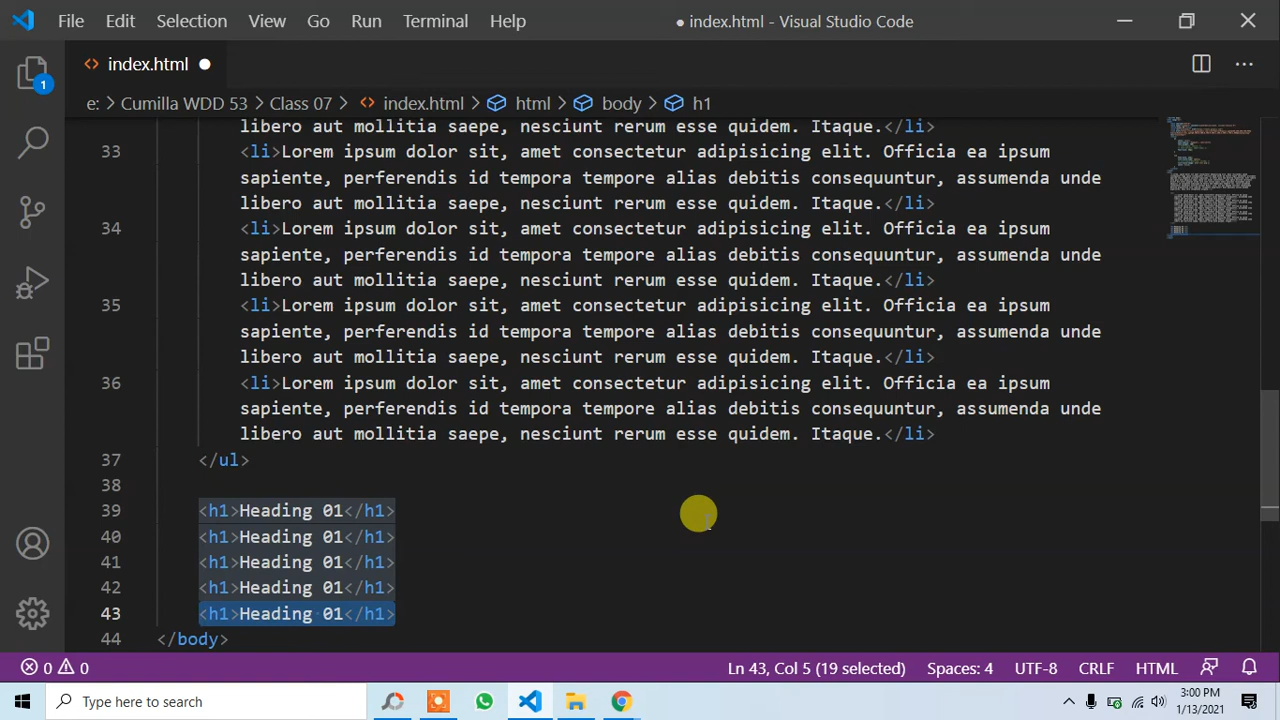 File Edit Selection View Go Run Terminal Help ● index.html - Visual Studio Code
index.html
e: > Cumilla WDD 53 > Class 07 > index.html > html > body > h1
libero aut mollitia saepe, nesciunt rerum esse quidem. Itaque.</li>
33 <li>Lorem ipsum dolor sit, amet consectetur adipisicing elit. Officia ea ipsum
sapiente, perferendis id tempora tempore alias debitis consequuntur, assumenda unde
libero aut mollitia saepe, nesciunt rerum esse quidem. Itaque.</li>
34 <li>Lorem ipsum dolor sit, amet consectetur adipisicing elit. Officia ea ipsum
sapiente, perferendis id tempora tempore alias debitis consequuntur, assumenda unde
libero aut mollitia saepe, nesciunt rerum esse quidem. Itaque.</li>
35 <li>Lorem ipsum dolor sit, amet consectetur adipisicing elit. Officia ea ipsum
sapiente, perferendis id tempora tempore alias debitis consequuntur, assumenda unde
libero aut mollitia saepe, nesciunt rerum esse quidem. Itaque.</li>
36 <li>Lorem ipsum dolor sit, amet consectetur adipisicing elit. Officia ea ipsum
sapiente, perferendis id tempora tempore alias debitis consequuntur, assumenda unde
libero aut mollitia saepe, nesciunt rerum esse quidem. Itaque.</li>
37 </ul>
38
39 <h1>Heading 01</h1>
40 <h1>Heading 01</h1>
41 <h1>Heading 01</h1>
42 <h1>Heading 01</h1>
43 <h1>Heading 01</h1>
44 </body>
1
0 0 Ln 43, Col 5 (19 selected) Spaces: 4 UTF-8 CRLF HTML
Type here to search
3:00 PM
1/13/2021